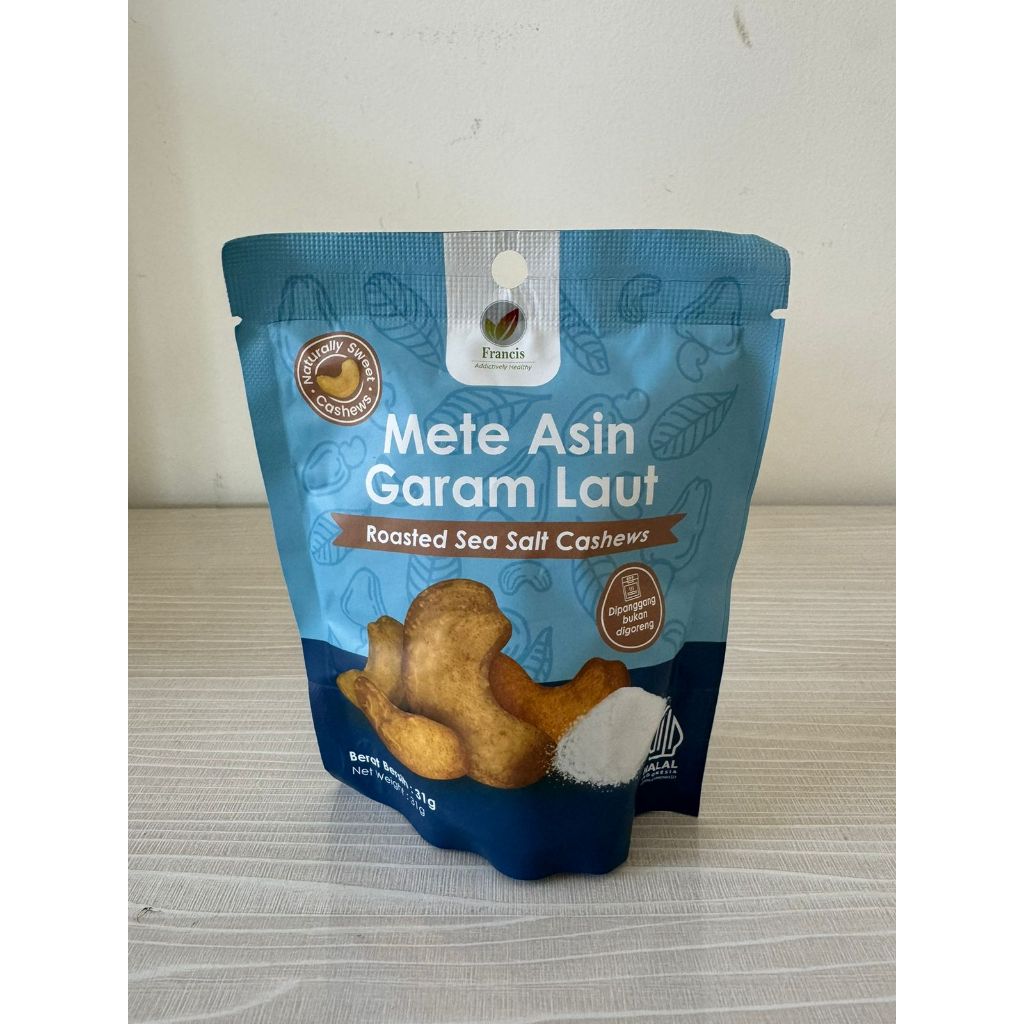 Francis
Addictively Healthy
Naturally Sweet
Cashews
Mete Asin
Garam Laut
Roasted Sea Salt Cashews
Dipanggang
bukan
digoreng
Berat Bersih : 31g
Net Weight : 31g
HALAL
INDONESIA